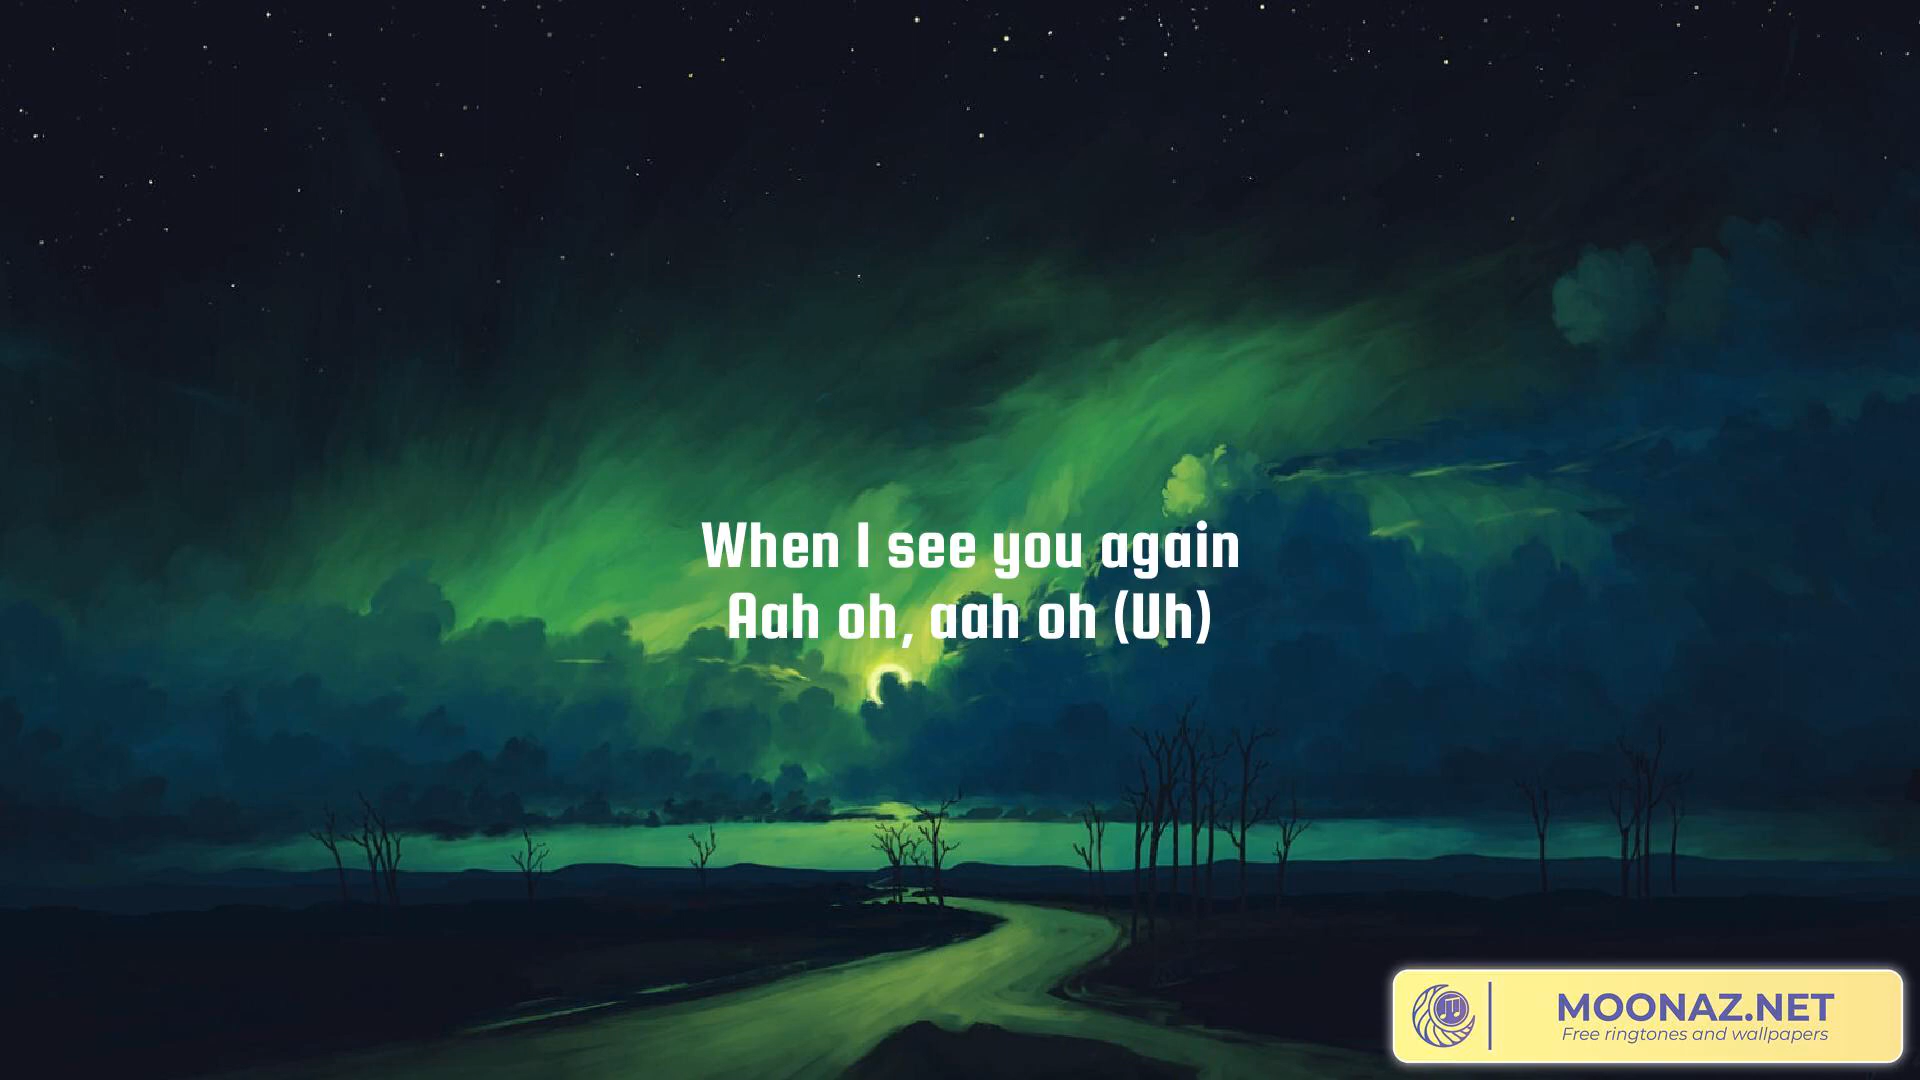 When I see you again
Aah oh, aah oh (Uh)
MOONAZ.NET
Free ringtones and wallpapers